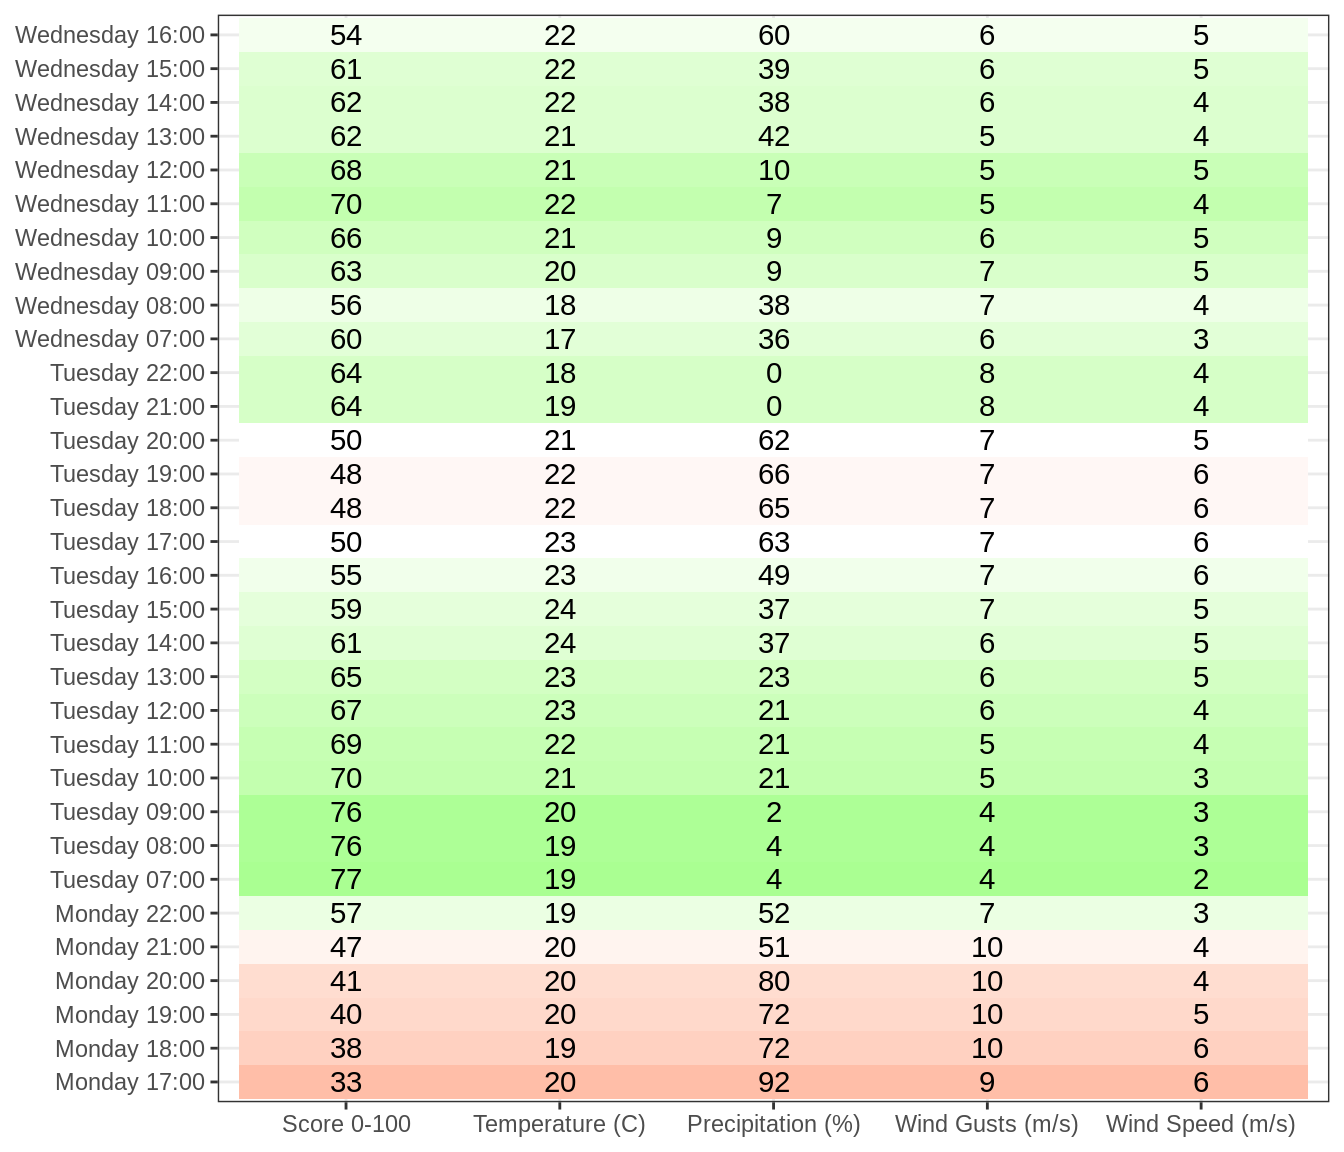 Wednesday 16:00 54 22 60 6 5
Wednesday 15:00 61 22 39 6 5
Wednesday 14:00 62 22 38 6 4
Wednesday 13:00 62 21 42 5 4
Wednesday 12:00 68 21 10 5 5
Wednesday 11:00 70 22 7 5 4
Wednesday 10:00 66 21 9 6 5
Wednesday 09:00 63 20 9 7 5
Wednesday 08:00 56 18 38 7 4
Wednesday 07:00 60 17 36 6 3
Tuesday 22:00 64 18 0 8 4
Tuesday 21:00 64 19 0 8 4
Tuesday 20:00 50 21 62 7 5
Tuesday 19:00 48 22 66 7 6
Tuesday 18:00 48 22 65 7 6
Tuesday 17:00 50 23 63 7 6
Tuesday 16:00 55 23 49 7 6
Tuesday 15:00 59 24 37 7 5
Tuesday 14:00 61 24 37 6 5
Tuesday 13:00 65 23 23 6 5
Tuesday 12:00 67 23 21 6 4
Tuesday 11:00 69 22 21 5 4
Tuesday 10:00 70 21 21 5 3
Tuesday 09:00 76 20 2 4 3
Tuesday 08:00 76 19 4 4 3
Tuesday 07:00 77 19 4 4 2
Monday 22:00 57 19 52 7 3
Monday 21:00 47 20 51 10 4
Monday 20:00 41 20 80 10 4
Monday 19:00 40 20 72 10 5
Monday 18:00 38 19 72 10 6
Monday 17:00 33 20 92 9 6
Score 0-100 Temperature (C) Precipitation (%) Wind Gusts (m/s) Wind Speed (m/s)